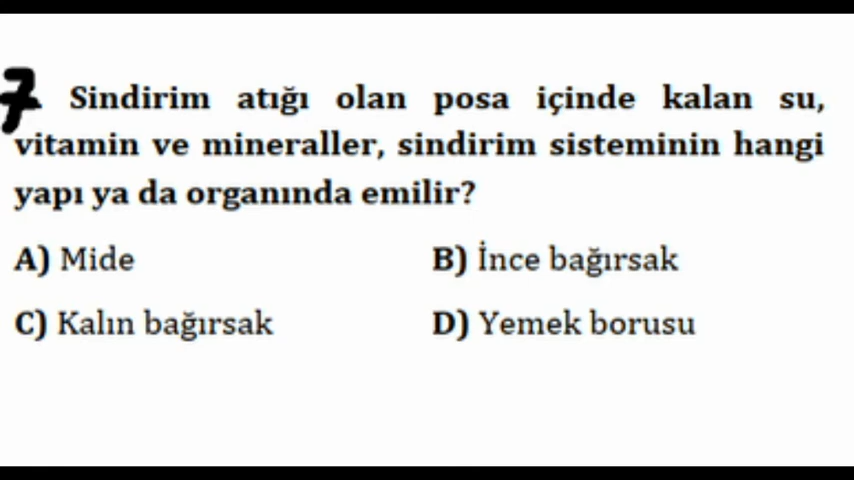 7 Sindirim atığı olan posa içinde kalan su,
vitamin ve mineraller, sindirim sisteminin hangi
yapı ya da organında emilir?
A) Mide B) İnce bağırsak
C) Kalın bağırsak D) Yemek borusu